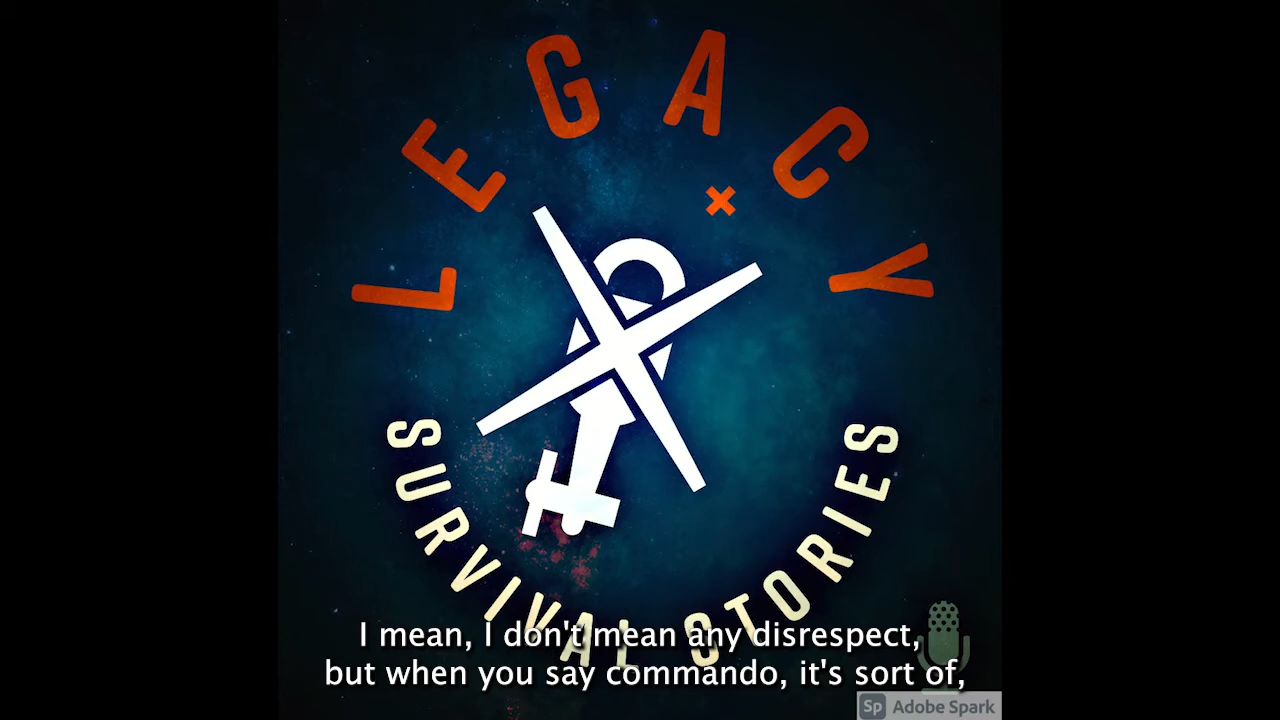 LEGACY
SURVIVAL STORIES
I mean, I don't mean any disrespect,
but when you say commando, it's sort of,
Sp Adobe Spark